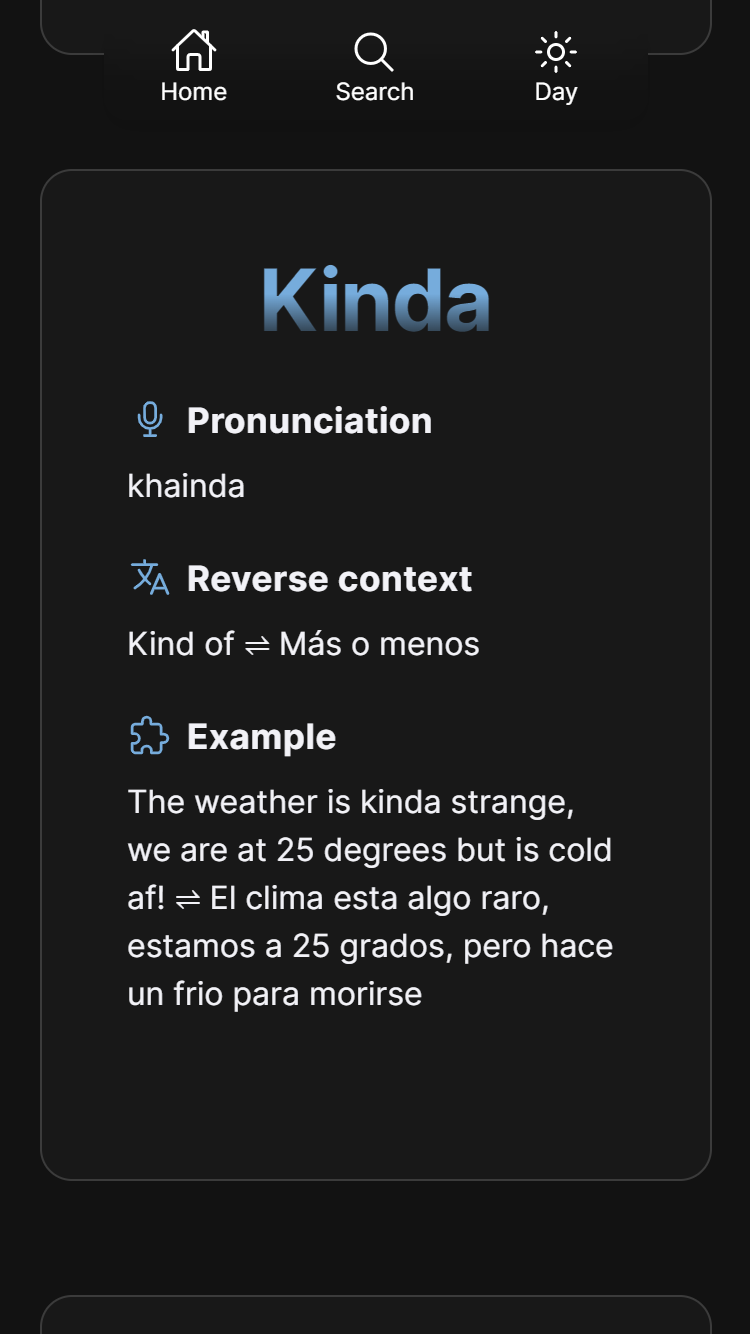 Home Search Day
Kinda
Pronunciation
khainda
Reverse context
Kind of ⇌ Más o menos
Example
The weather is kinda strange,
we are at 25 degrees but is cold
af! ⇌ El clima esta algo raro,
estamos a 25 grados, pero hace
un frio para morirse